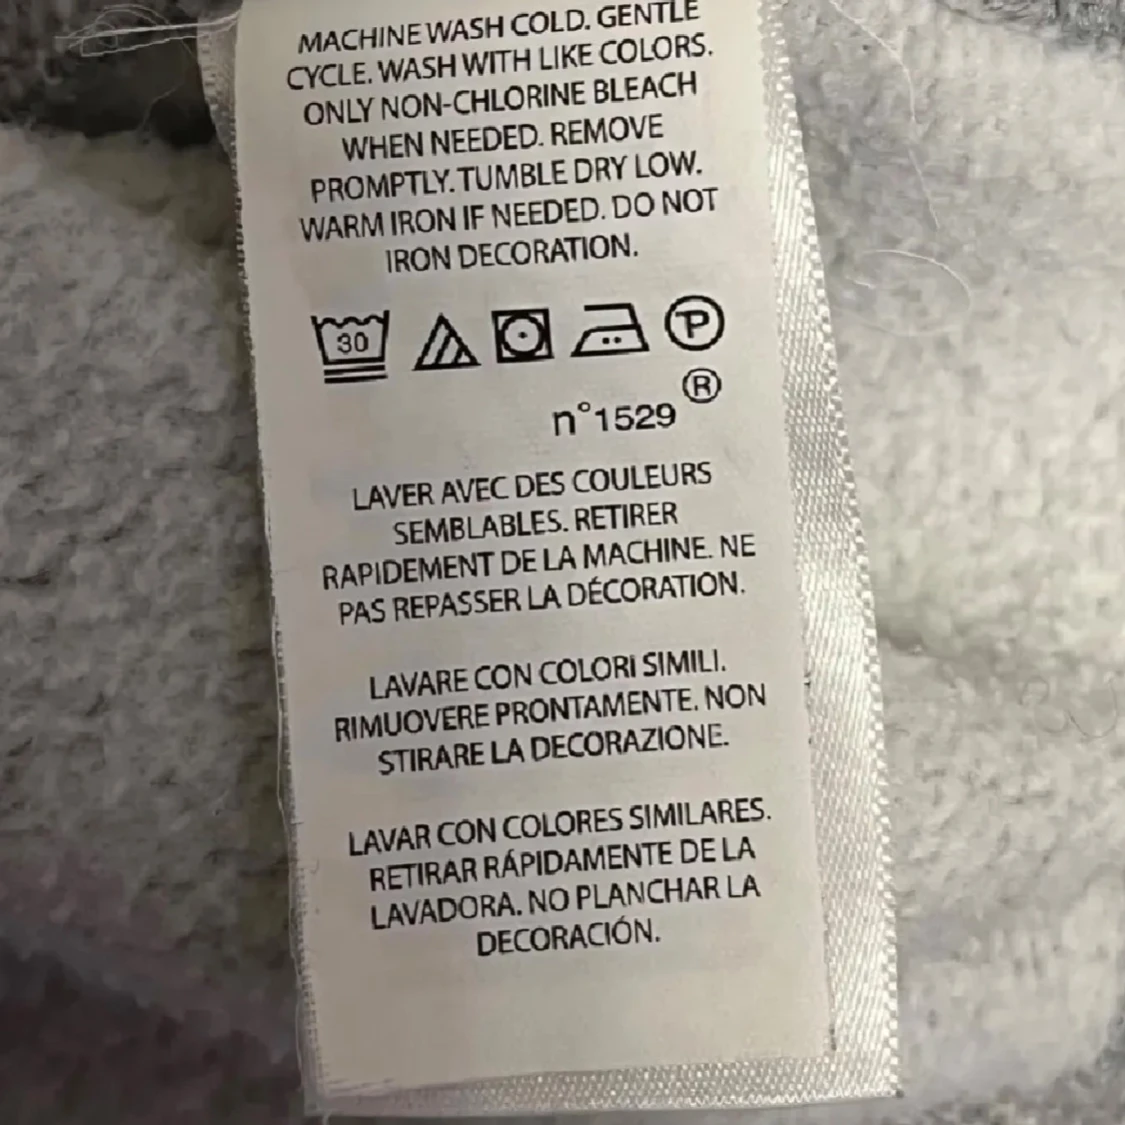 MACHINE WASH COLD. GENTLE
CYCLE. WASH WITH LIKE COLORS.
ONLY NON-CHLORINE BLEACH
WHEN NEEDED. REMOVE
PROMPTLY. TUMBLE DRY LOW.
WARM IRON IF NEEDED. DO NOT
IRON DECORATION.
30 P
®
n°1529
LAVER AVEC DES COULEURS
SEMBLABLES. RETIRER
RAPIDEMENT DE LA MACHINE. NE
PAS REPASSER LA DÉCORATION.
LAVARE CON COLORI SIMILI.
RIMUOVERE PRONTAMENTE. NON
STIRARE LA DECORAZIONE.
LAVAR CON COLORES SIMILARES.
RETIRAR RÁPIDAMENTE DE LA
LAVADORA. NO PLANCHAR LA
DECORACIÓN.